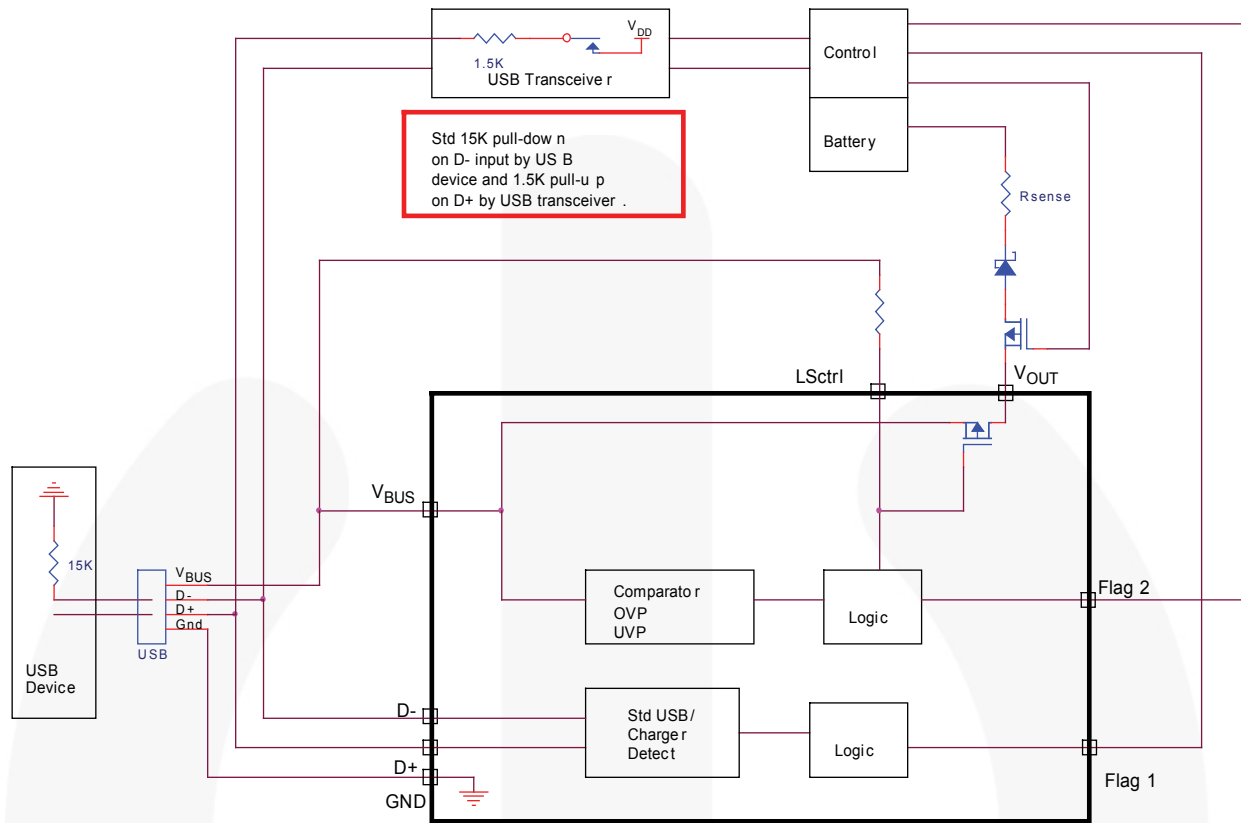 VDD
1.5K
USB Transceive r
Control
Battery
Std 15K pull-dow n
on D- input by US B
device and 1.5K pull-u p
on D+ by USB transceiver .
Rsense
LSctrl
VOUT
VBUS
15K
VBUS
D-
D+
Gnd
USB
USB
Device
Comparato r
OVP
UVP
Logic
Flag 2
D-
Std USB/
Charge r
Detect
Logic
D+
GND
Flag 1